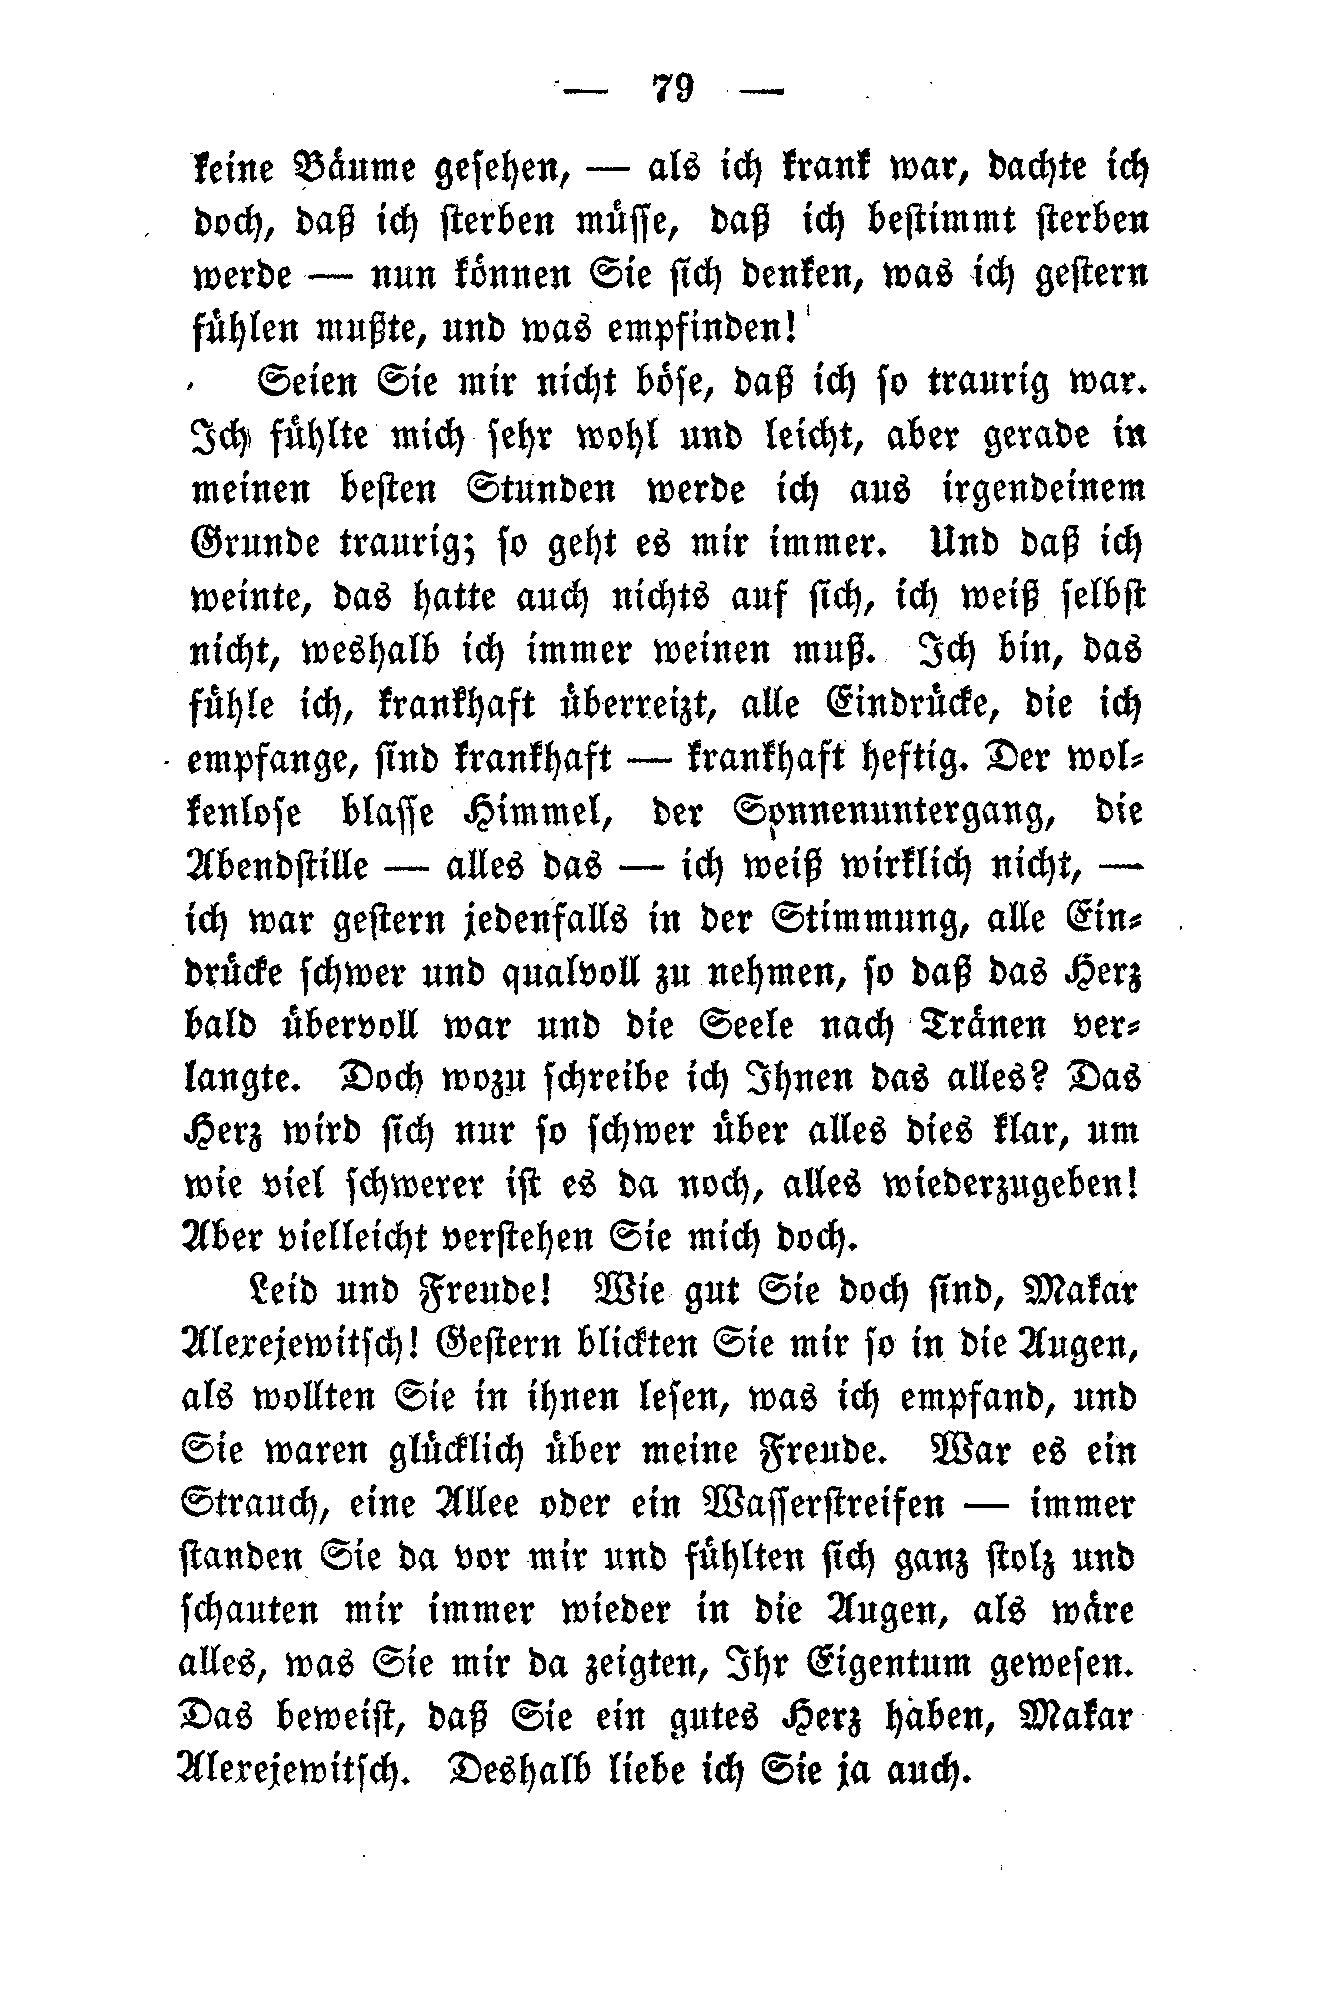 — 79 —
keine Bäume gesehen, — als ich krank war, dachte ich
doch, daß ich sterben müsse, daß ich bestimmt sterben
werde — nun können Sie sich denken, was ich gestern
fühlen mußte, und was empfinden!
Seien Sie mir nicht böse, daß ich so traurig war.
Ich fühlte mich sehr wohl und leicht, aber gerade in
meinen besten Stunden werde ich aus irgendeinem
Grunde traurig; so geht es mir immer. Und daß ich
weinte, das hatte auch nichts auf sich, ich weiß selbst
nicht, weshalb ich immer weinen muß. Ich bin, das
fühle ich, krankhaft überreizt, alle Eindrücke, die ich
empfange, sind krankhaft — krankhaft heftig. Der wol-
kenlose blasse Himmel, der Sonnenuntergang, die
Abendstille — alles das — ich weiß wirklich nicht, —
ich war gestern jedenfalls in der Stimmung, alle Ein-
drücke schwer und qualvoll zu nehmen, so daß das Herz
bald übervoll war und die Seele nach Tränen ver-
langte. Doch wozu schreibe ich Ihnen das alles? Das
Herz wird sich nur so schwer über alles dies klar, um
wie viel schwerer ist es da noch, alles wiederzugeben!
Aber vielleicht verstehen Sie mich doch.
Leid und Freude! Wie gut Sie doch sind, Makar
Alexejewitsch! Gestern blickten Sie mir so in die Augen,
als wollten Sie in ihnen lesen, was ich empfand, und
Sie waren glücklich über meine Freude. War es ein
Strauch, eine Allee oder ein Wasserstreifen — immer
standen Sie da vor mir und fühlten sich ganz stolz und
schauten mir immer wieder in die Augen, als wäre
alles, was Sie mir da zeigten, Ihr Eigentum gewesen.
Das beweist, daß Sie ein gutes Herz haben, Makar
Alexejewitsch. Deshalb liebe ich Sie ja auch.